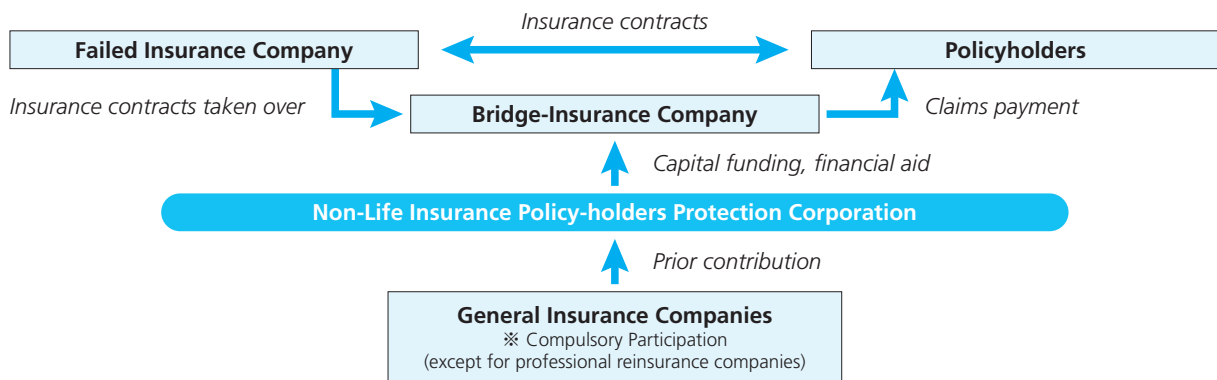 Insurance contracts
Failed Insurance Company
Policyholders
Insurance contracts taken over
Bridge-Insurance Company
Claims payment
Capital funding, financial aid
Non-Life Insurance Policy-holders Protection Corporation
Prior contribution
General Insurance Companies
※ Compulsory Participation
(except for professional reinsurance companies)